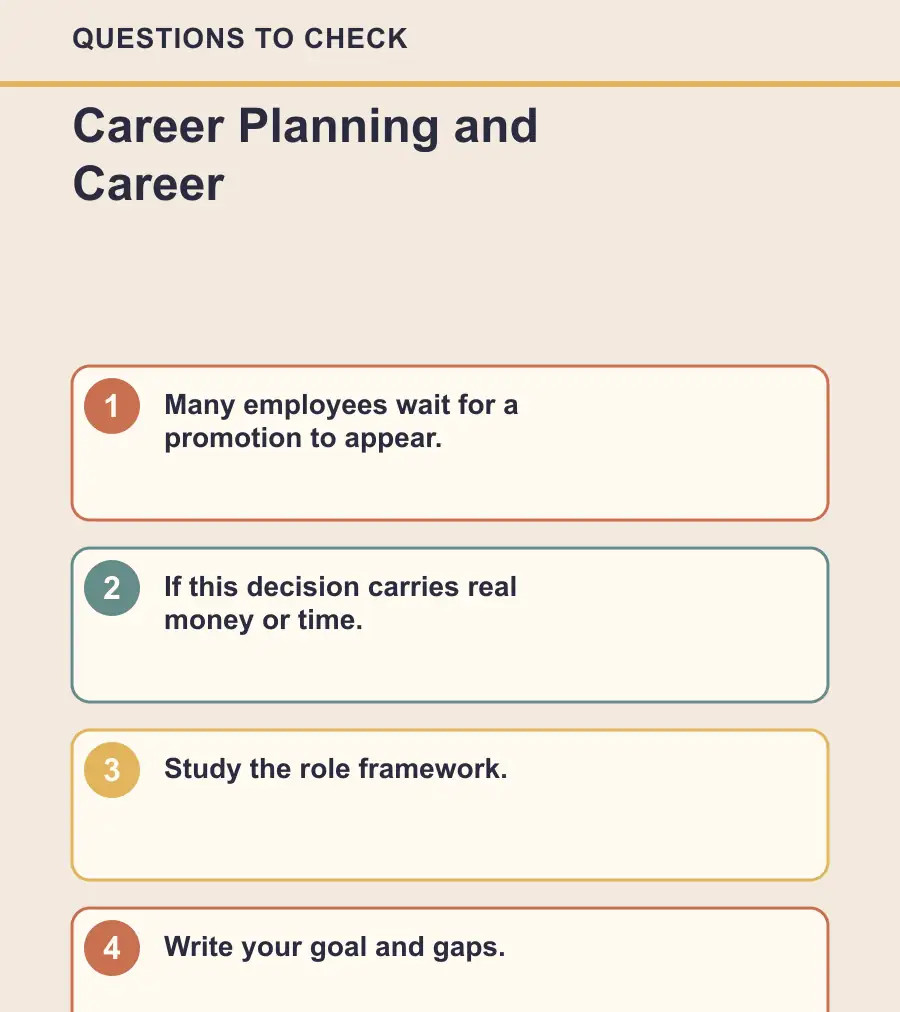 QUESTIONS TO CHECK
Career Planning and
Career
1
Many employees wait for a
promotion to appear.
2
If this decision carries real
money or time.
3
Study the role framework.
4
Write your goal and gaps.